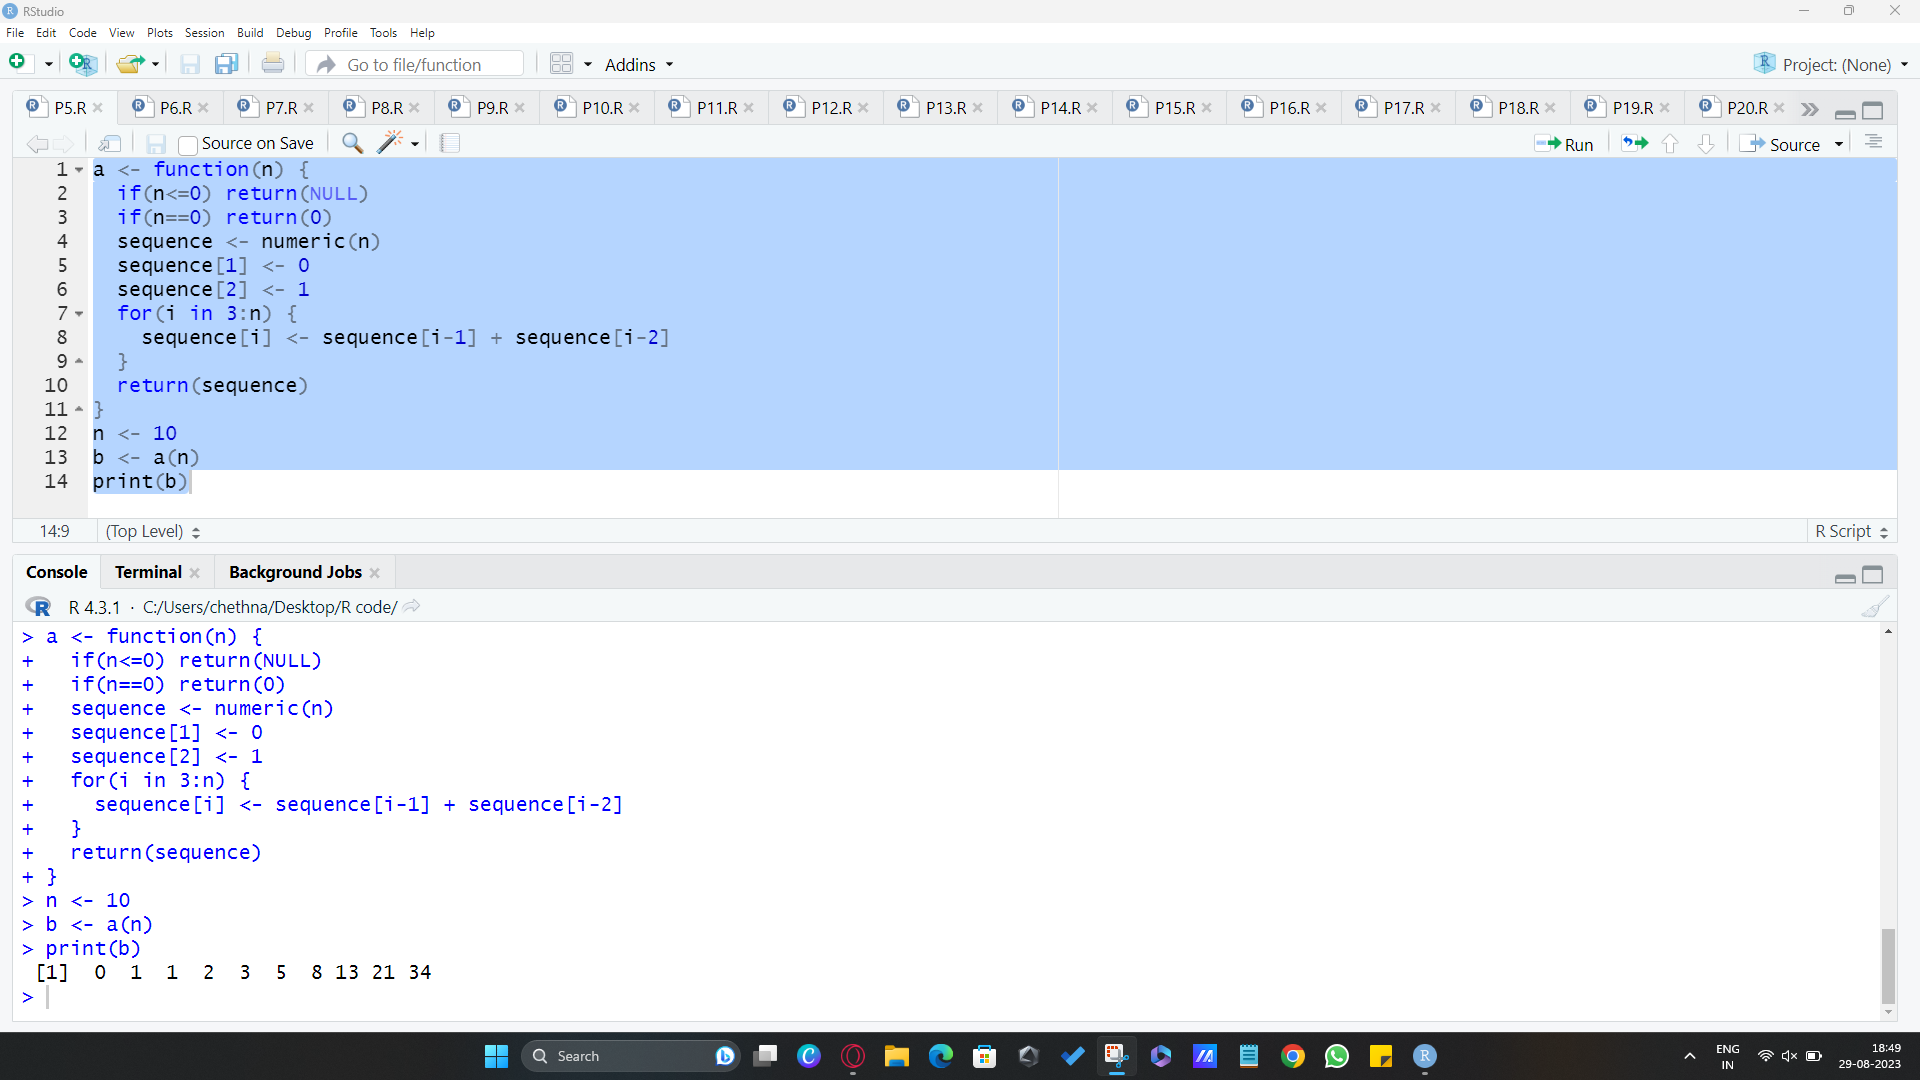 RStudio
File Edit Code View Plots Session Build Debug Profile Tools Help
Go to file/function Addins Project: (None)
P5.R P6.R P7.R P8.R P9.R P10.R P11.R P12.R P13.R P14.R P15.R P16.R P17.R P18.R P19.R P20.R
Source on Save Run Source
1 a <- function(n) {
2 if(n<=0) return(NULL)
3 if(n==0) return(0)
4 sequence <- numeric(n)
5 sequence[1] <- 0
6 sequence[2] <- 1
7 for(i in 3:n) {
8 sequence[i] <- sequence[i-1] + sequence[i-2]
9 }
10 return(sequence)
11 }
12 n <- 10
13 b <- a(n)
14 print(b)
14:9 (Top Level) R Script
Console Terminal Background Jobs
R R 4.3.1 · C:/Users/chethna/Desktop/R code/
> a <- function(n) {
+ if(n<=0) return(NULL)
+ if(n==0) return(0)
+ sequence <- numeric(n)
+ sequence[1] <- 0
+ sequence[2] <- 1
+ for(i in 3:n) {
+ sequence[i] <- sequence[i-1] + sequence[i-2]
+ }
+ return(sequence)
+ }
> n <- 10
> b <- a(n)
> print(b)
[1] 0 1 1 2 3 5 8 13 21 34
>
Search ENG IN 18:49
29-08-2023